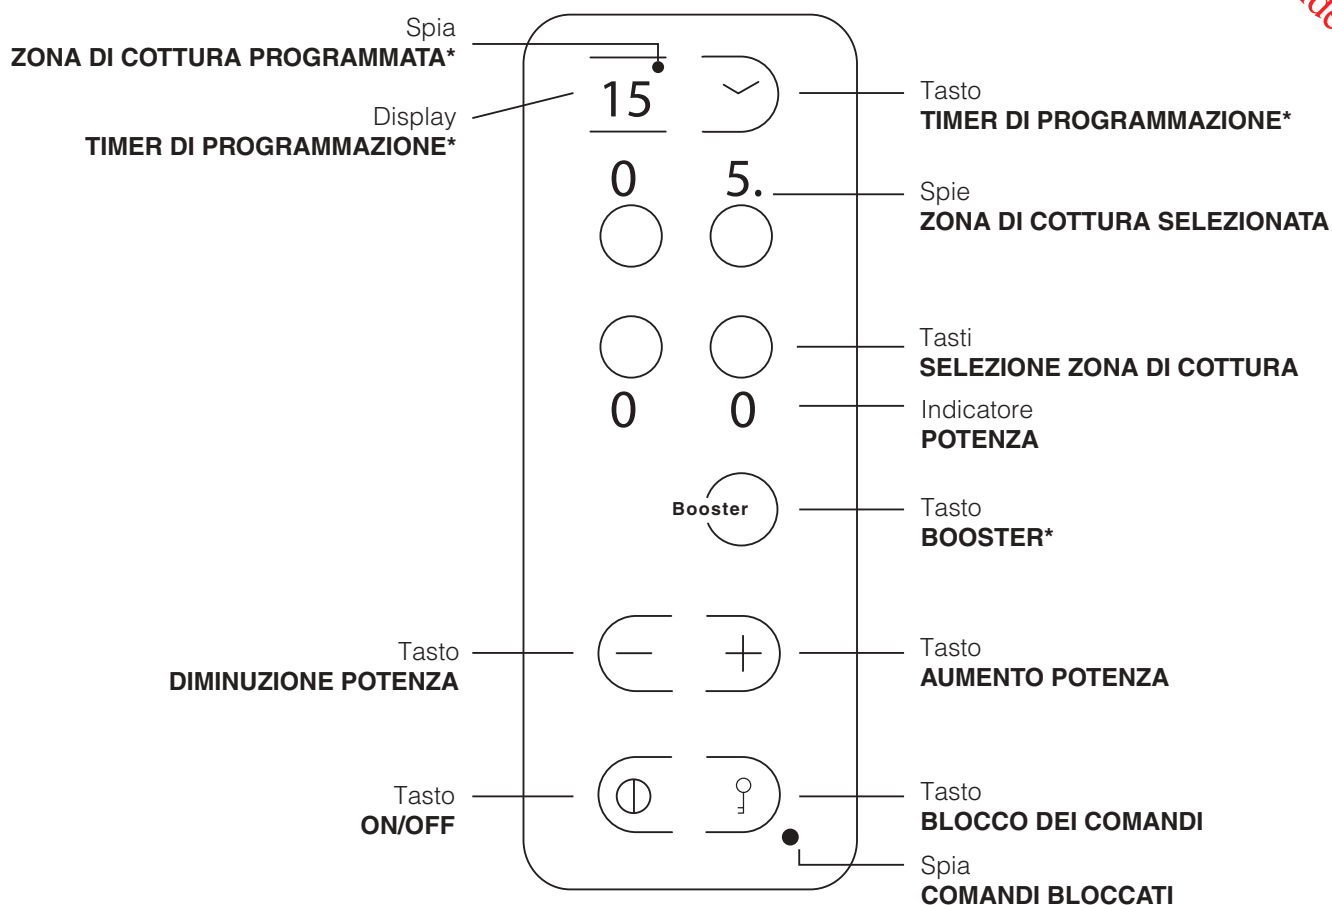 Spia
ZONA DI COTTURA PROGRAMMATA*
Display
TIMER DI PROGRAMMAZIONE*
15
Tasto
TIMER DI PROGRAMMAZIONE*
0 5.
Spie
ZONA DI COTTURA SELEZIONATA
Tasti
SELEZIONE ZONA DI COTTURA
0 0
Indicatore
POTENZA
Booster
Tasto
BOOSTER*
Tasto
DIMINUZIONE POTENZA
Tasto
AUMENTO POTENZA
Tasto
ON/OFF
Tasto
BLOCCO DEI COMANDI
Spia
COMANDI BLOCCATI